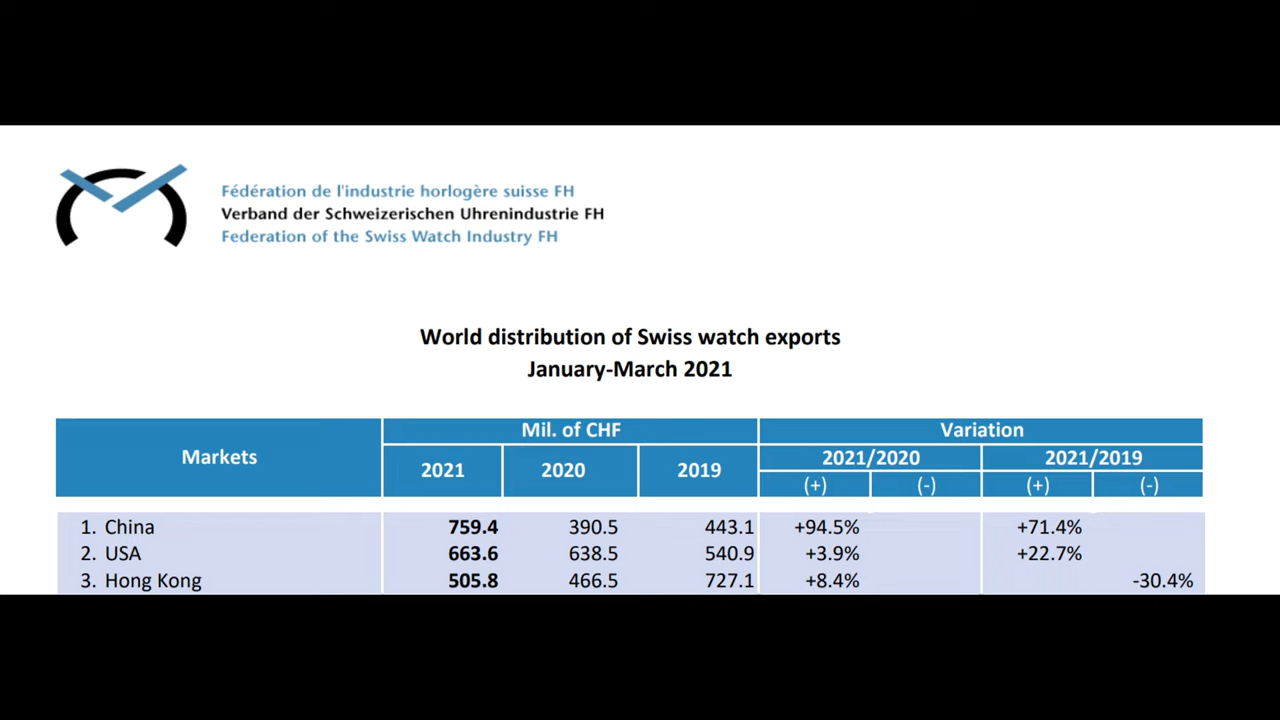 Fédération de l'industrie horlogère suisse FH
Verband der Schweizerischen Uhrenindustrie FH
Federation of the Swiss Watch Industry FH
World distribution of Swiss watch exports
January-March 2021
Markets Mil. of CHF Variation
2021 2020 2019 2021/2020 2021/2019
(+) (-) (+) (-)
1. China 759.4 390.5 443.1 +94.5% +71.4%
2. USA 663.6 638.5 540.9 +3.9% +22.7%
3. Hong Kong 505.8 466.5 727.1 +8.4% -30.4%